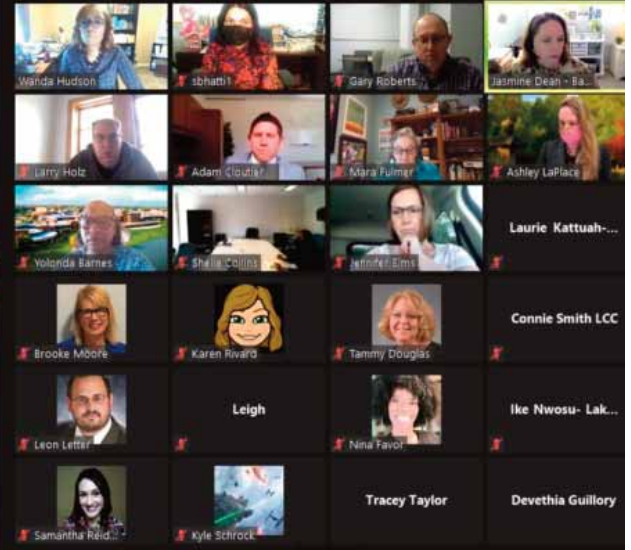 Wanda Hudson
sbhatti1
Gary Roberts
Jasmine Dean - Ba...
Larry Holz
Adam Cloutier
Mara Fulmer
Ashley LaPlace
Yolonda Barnes
Shelia Collins
Jennifer Elms
Laurie Kattuah-...
Brooke Moore
Karen Rivard
Tammy Douglas
Connie Smith LCC
Leon Letter
Leigh
Nina Favor
Ike Nwosu- Lak...
Samantha Reid...
Kyle Schrock
Tracey Taylor
Devethia Guillory